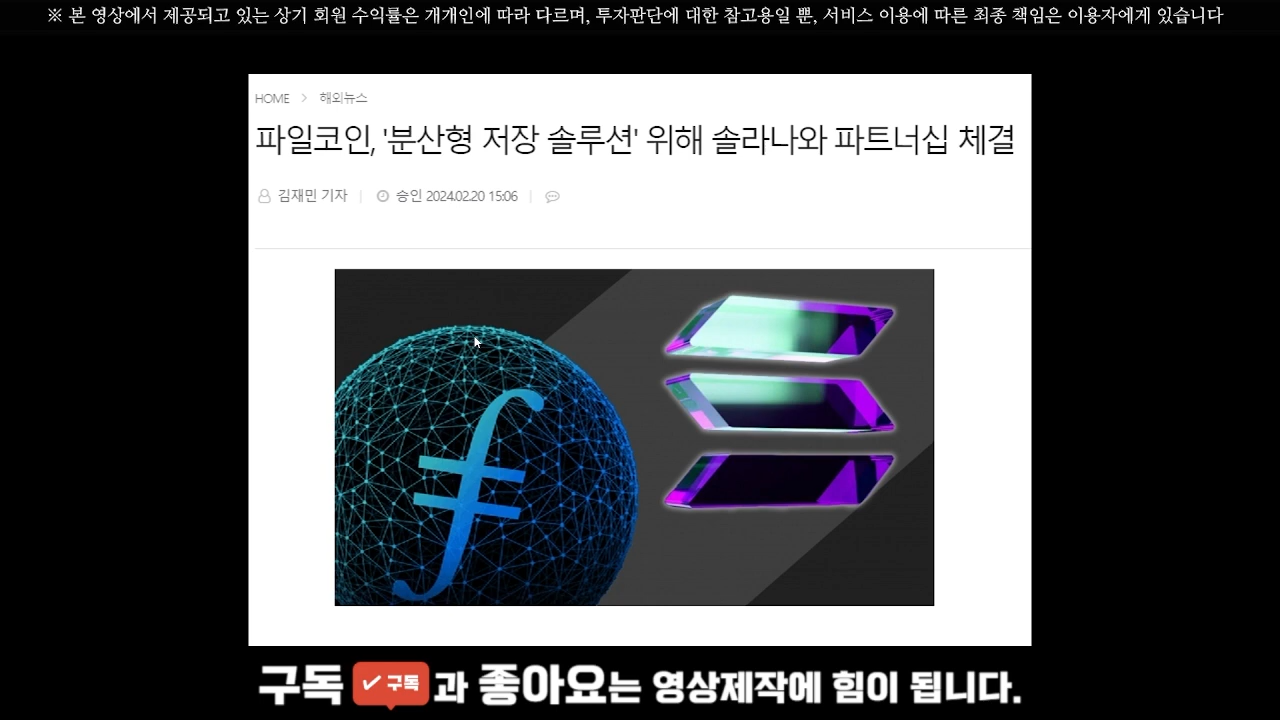 ※ 본 영상에서 제공되고 있는 상기 회원 수익률은 개개인에 따라 다르며, 투자판단에 대한 참고용일 뿐, 서비스 이용에 따른 최종 책임은 이용자에게 있습니다
HOME > 해외뉴스
파일코인, '분산형 저장 솔루션' 위해 솔라나와 파트너십 체결
김재민 기자 | 승인 2024.02.20 15:06 |
구독 구독과 좋아요는 영상제작에 힘이 됩니다.